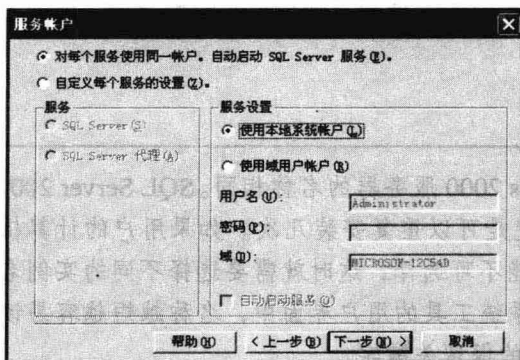 服务帐户
对每个服务使用同一帐户。自动启动 SQL Server 服务(E)。
自定义每个服务的设置(Z)。
服务
SQL Server(S)
SQL Server 代理(A)
服务设置
使用本地系统帐户(L)
使用域用户帐户(R)
用户名(U):
Administrator
密码(P):
域(D):
MICROSOF-12C54D
自动启动服务(O)
帮助(H)
<上一步(B)
下一步(N)>
取消